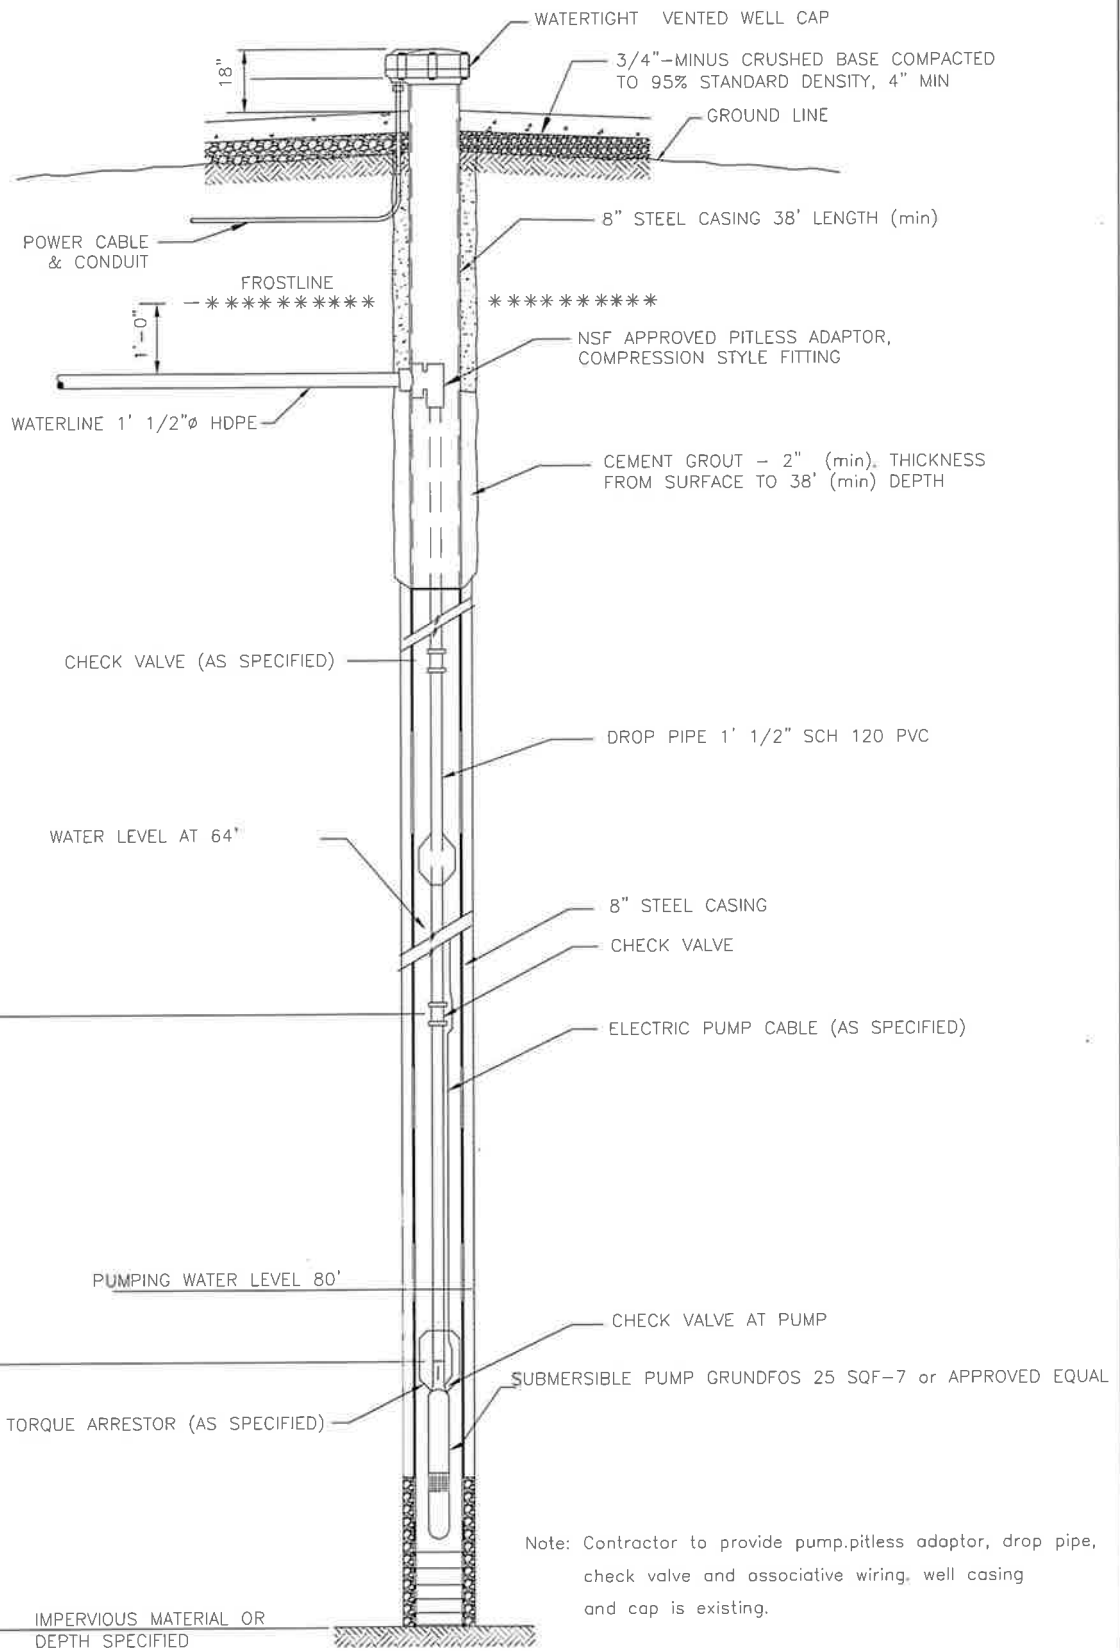 WATERTIGHT VENTED WELL CAP
3/4"-MINUS CRUSHED BASE COMPACTED
TO 95% STANDARD DENSITY, 4" MIN
18"
GROUND LINE
8" STEEL CASING 38' LENGTH (min)
POWER CABLE
& CONDUIT
FROSTLINE
1'-0"
NSF APPROVED PITLESS ADAPTOR,
COMPRESSION STYLE FITTING
WATERLINE 1' 1/2"ø HDPE
CEMENT GROUT - 2" (min). THICKNESS
FROM SURFACE TO 38' (min) DEPTH
CHECK VALVE (AS SPECIFIED)
DROP PIPE 1' 1/2" SCH 120 PVC
WATER LEVEL AT 64'
8" STEEL CASING
CHECK VALVE
ELECTRIC PUMP CABLE (AS SPECIFIED)
PUMPING WATER LEVEL 80'
CHECK VALVE AT PUMP
SUBMERSIBLE PUMP GRUNDFOS 25 SQF-7 or APPROVED EQUAL
TORQUE ARRESTOR (AS SPECIFIED)
Note: Contractor to provide pump.pitless adaptor, drop pipe,
check valve and associative wiring. well casing
and cap is existing.
IMPERVIOUS MATERIAL OR
DEPTH SPECIFIED